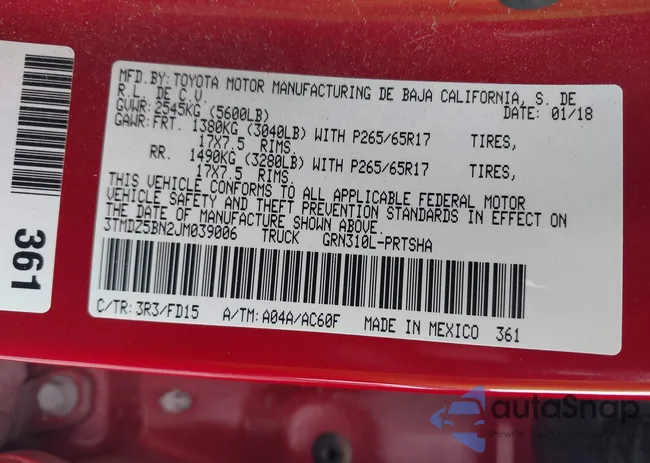 MFD.BY:TOYOTA MOTOR MANUFACTURING DE BAJA CALIFORNIA, S. DE
R.L. DE C.V. DATE: 01/18
GVWR:2545KG (5600LB)
GAWR:FRT. 1380KG (3040LB) WITH P265/65R17 TIRES,
17X7.5 RIMS.
RR. 1490KG (3280LB) WITH P265/65R17 TIRES,
17X7.5 RIMS.
THIS VEHICLE CONFORMS TO ALL APPLICABLE FEDERAL MOTOR
VEHICLE SAFETY AND THEFT PREVENTION STANDARDS IN EFFECT ON
THE DATE OF MANUFACTURE SHOWN ABOVE.
3TMDZ5BN2JM039006 TRUCK GRN310L-PRTSHA
C/TR: 3R3/FD15 A/TM: A04A/AC60F MADE IN MEXICO 361
361
autoSnap